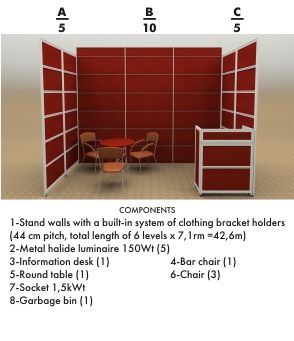 A B C
5 10 5
COMPONENTS
1-Stand walls with a built-in system of clothing bracket holders
(44 cm pitch, total length of 6 levels x 7,1rm =42,6m)
2-Metal halide luminaire 150Wt (5)
3-Information desk (1) 4-Bar chair (1)
5-Round table (1) 6-Chair (3)
7-Socket 1,5kWt
8-Garbage bin (1)